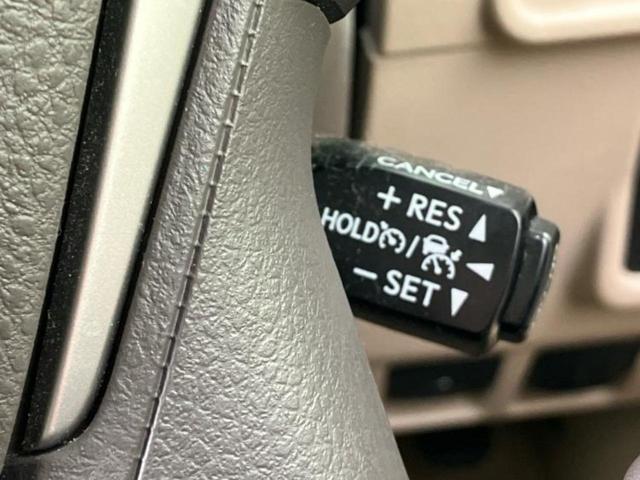 CANCEL▼
+ RES ▲
HOLD /
− SET ▼